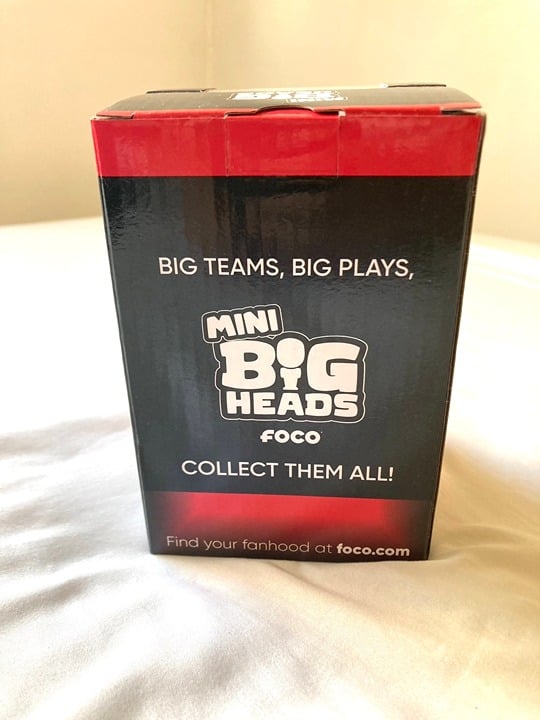 BIG TEAMS, BIG PLAYS,
MINI
BIG
HEADS
FOCO
COLLECT THEM ALL!
Find your fanhood at foco.com